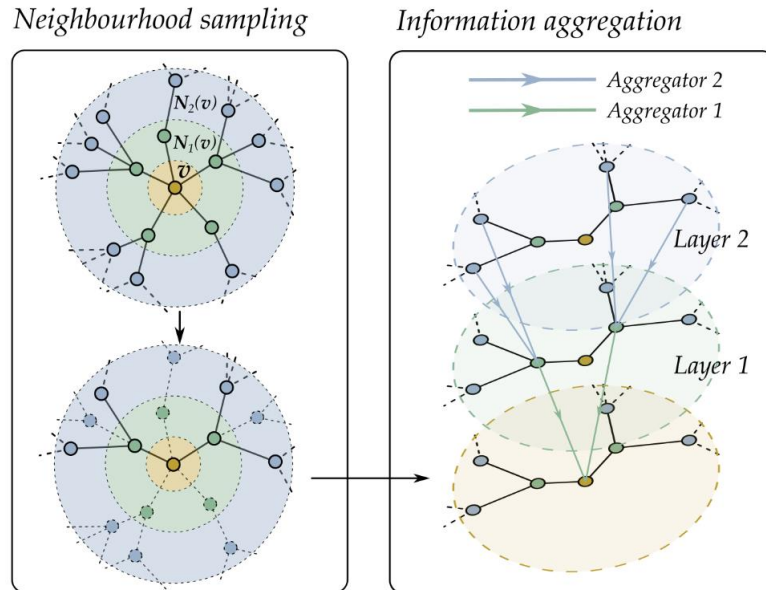 Neighbourhood sampling
N₂(v)
N₁(v)
v
Information aggregation
Aggregator 2
Aggregator 1
Layer 2
Layer 1